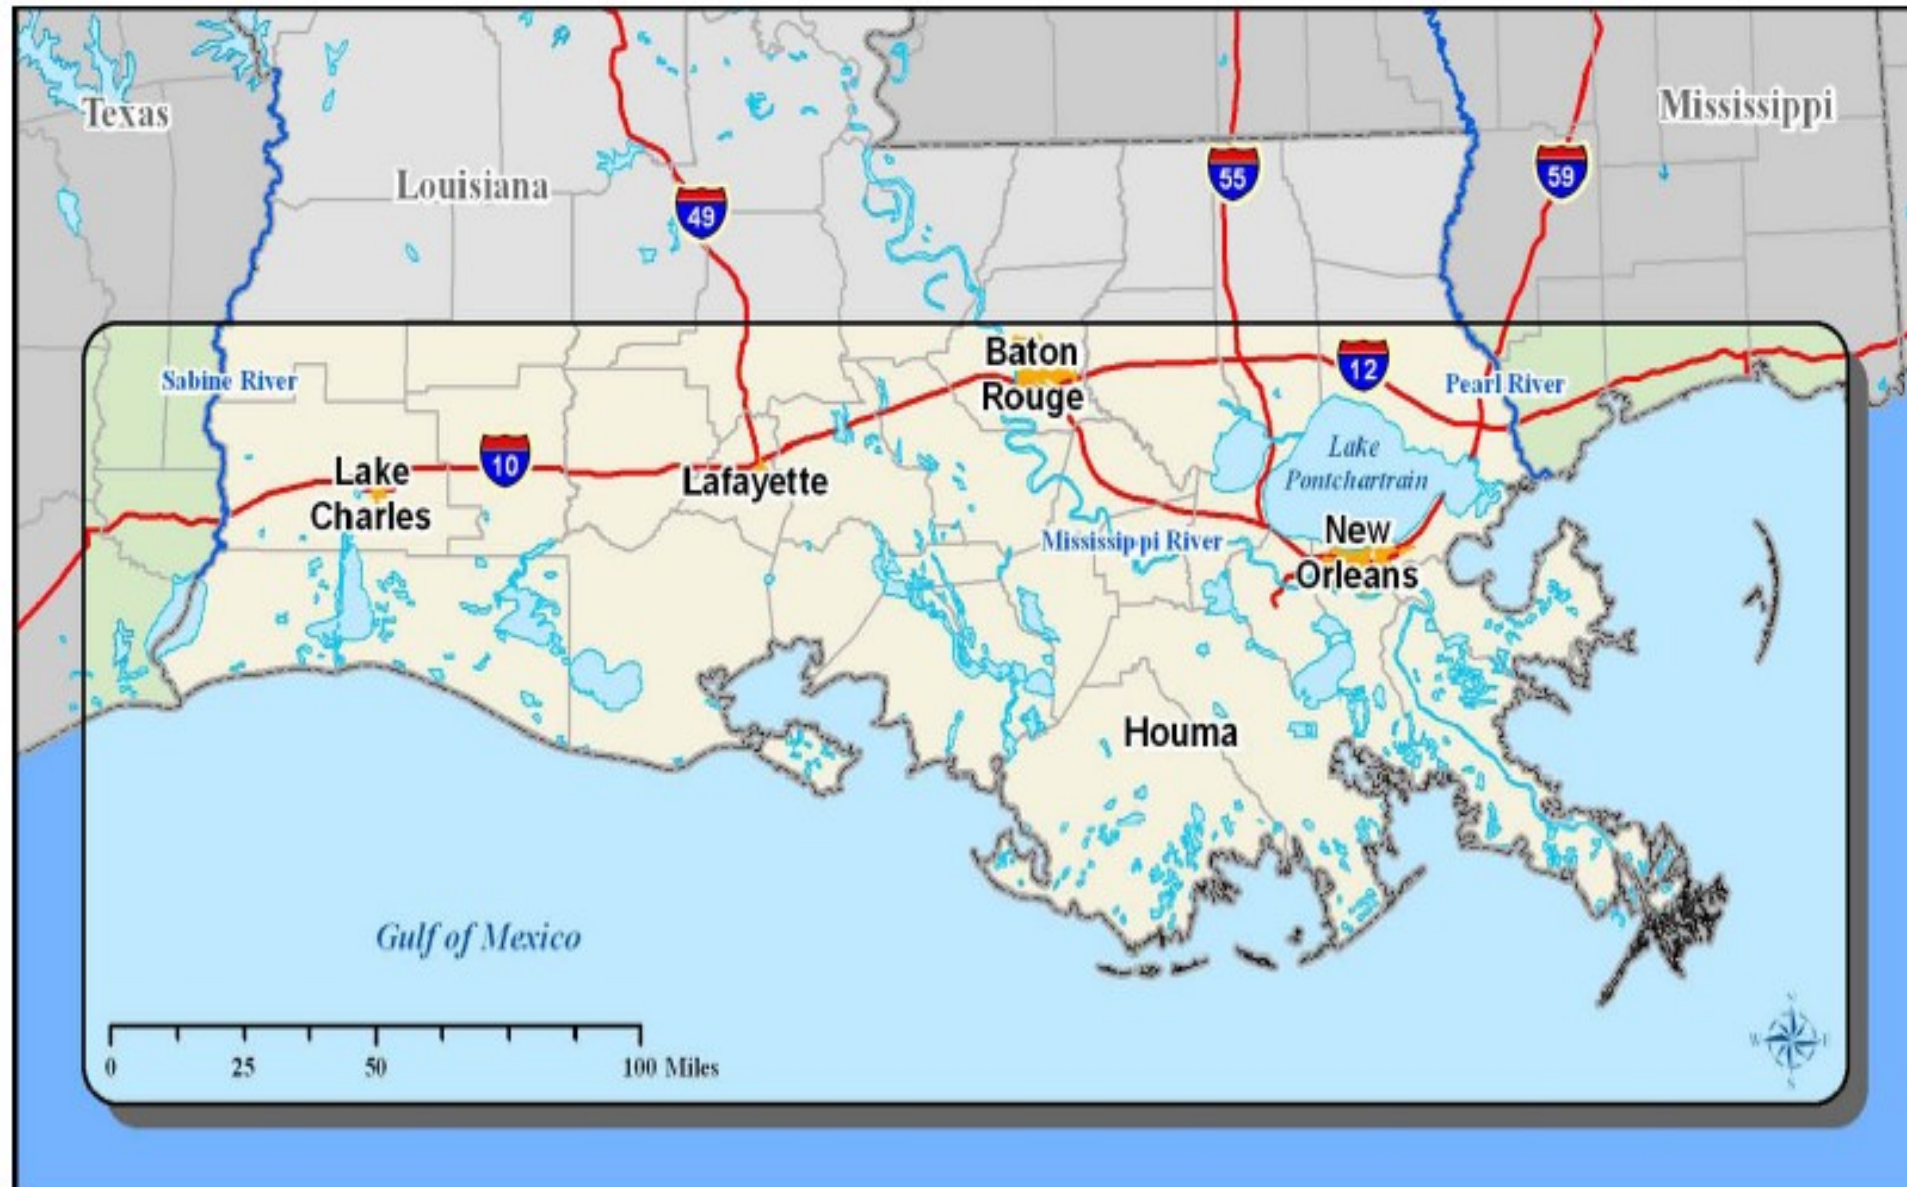 Texas
Mississippi
Louisiana
55
59
49
Baton
Rouge
12
Sabine River
Pearl River
Lake
Pontchartrain
10
Lake
Charles
Lafayette
Mississippi River
New
Orleans
Houma
Gulf of Mexico
0 25 50 100 Miles
N
W E
S